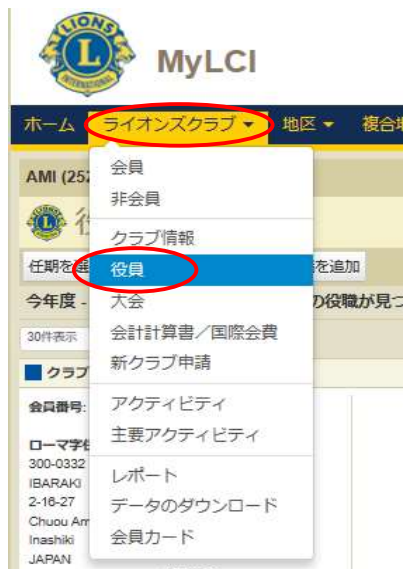 LIONS
L
INTERNATIONAL
MyLCI
ホーム ライオンズクラブ 地区 複合地
AMI (252
会員
非会員
クラブ情報
任期を選 役員 を追加
今年度 - 大会 の役職が見つ
30件表示 会計計算書／国際会費
新クラブ申請
クラブ
会員番号: アクティビティ
主要アクティビティ
ローマ字住
300-0332 レポート
IBARAKI
2-16-27 データのダウンロード
Chuou Am
Inashiki 会員カード
JAPAN